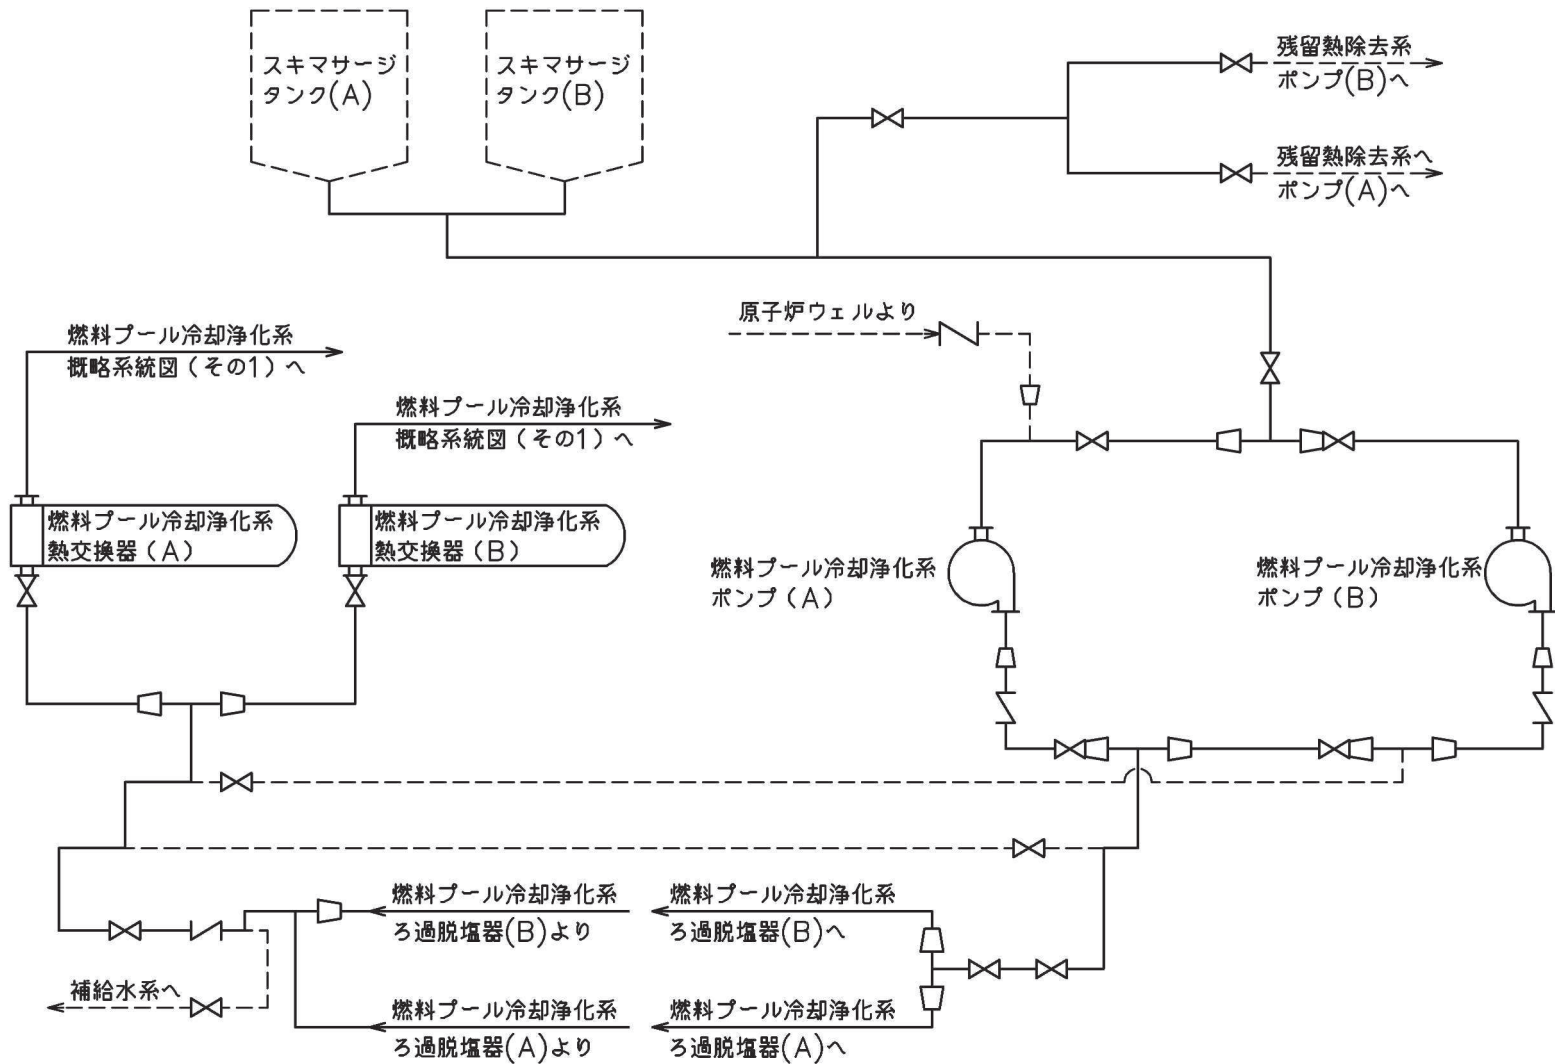 スキマサージ
タンク(A)
スキマサージ
タンク(B)
残留熱除去系
ポンプ(B)へ
残留熱除去系へ
ポンプ(A)へ
原子炉ウェルより
燃料プール冷却浄化系
概略系統図(その1)へ
燃料プール冷却浄化系
概略系統図(その1)へ
燃料プール冷却浄化系
熱交換器(A)
燃料プール冷却浄化系
熱交換器(B)
燃料プール冷却浄化系
ポンプ(A)
燃料プール冷却浄化系
ポンプ(B)
燃料プール冷却浄化系
ろ過脱塩器(B)より
燃料プール冷却浄化系
ろ過脱塩器(B)へ
補給水系へ
燃料プール冷却浄化系
ろ過脱塩器(A)より
燃料プール冷却浄化系
ろ過脱塩器(A)へ